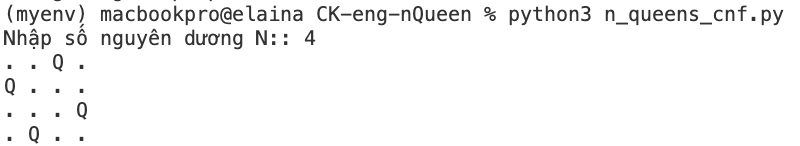 (myenv) macbookpro@elaina CK-eng-nQueen % python3 n_queens_cnf.py
Nhập số nguyên dương N:: 4
. . Q .
Q . . .
. . . Q
. Q . .